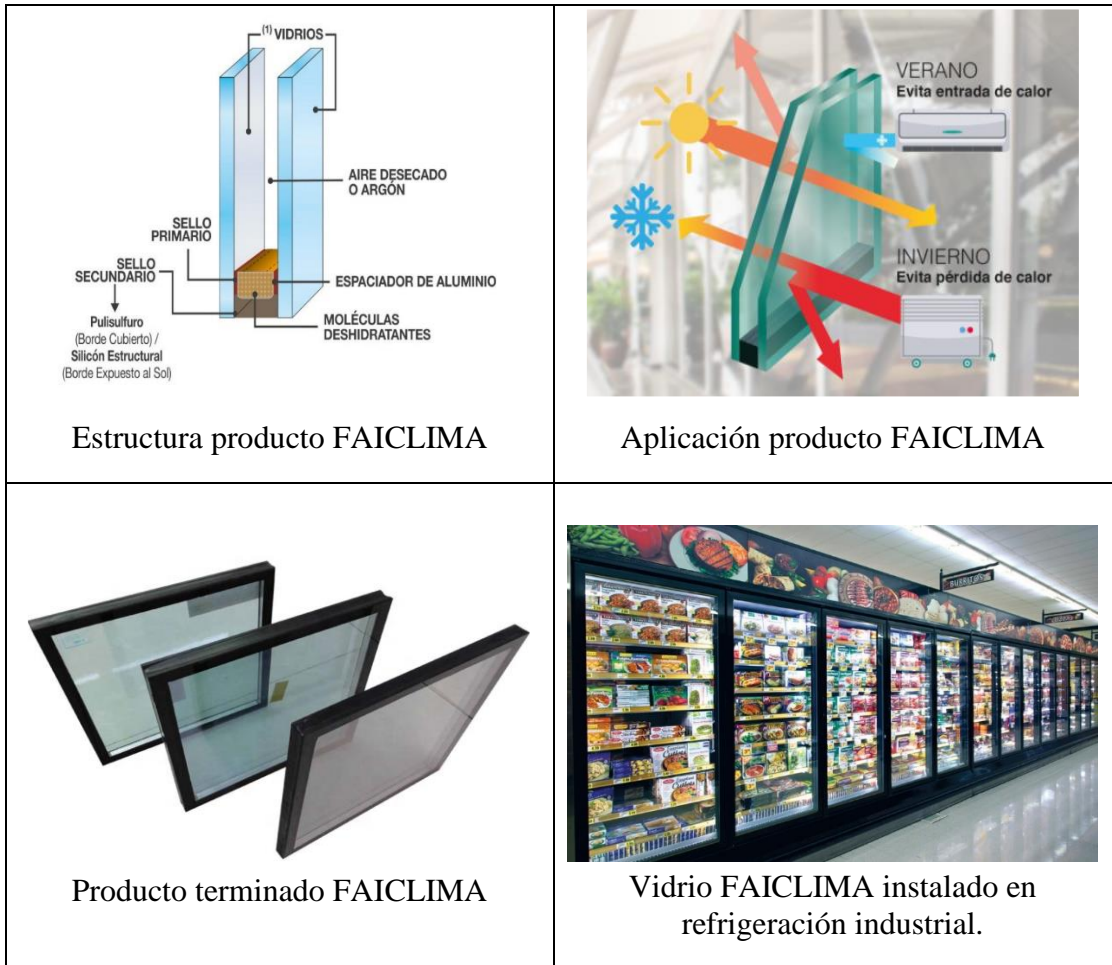 (1) VIDRIOS
AIRE DESECADO
O ARGÓN
SELLO
PRIMARIO
SELLO
SECUNDARIO
ESPACIADOR DE ALUMINIO
MOLÉCULAS
DESHIDRATANTES
Pulisulfuro
(Borde Cubierto) /
Silicón Estructural
(Borde Expuesto al Sol)
Estructura producto FAICLIMA
VERANO
Evita entrada de calor
INVIERNO
Evita pérdida de calor
Aplicación producto FAICLIMA
Producto terminado FAICLIMA
BURRITOS
Vidrio FAICLIMA instalado en
refrigeración industrial.